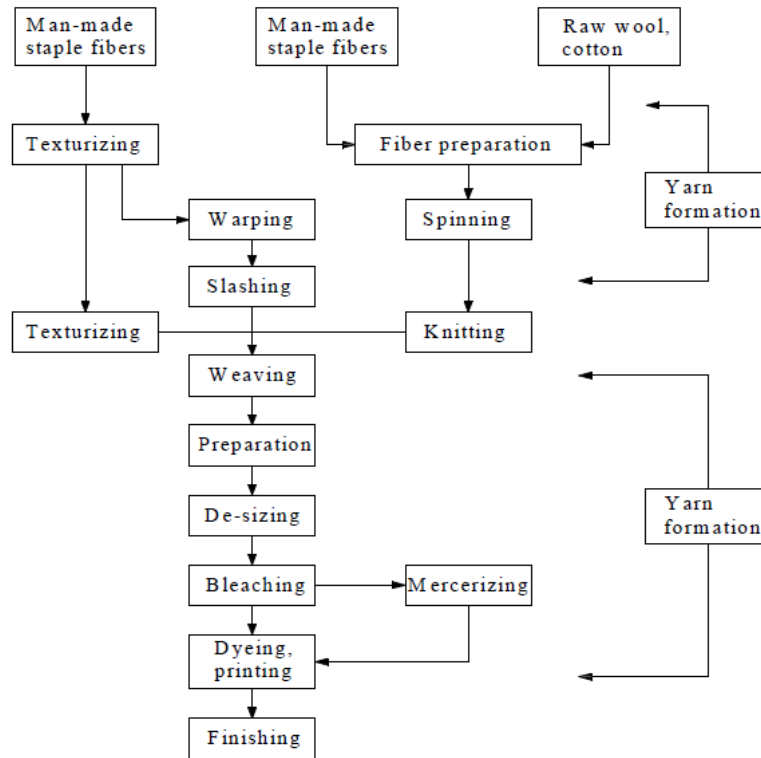 Man-made
staple fibers
Man-made
staple fibers
Raw wool,
cotton
Texturizing
Fiber preparation
Yarn
formation
Warping
Spinning
Slashing
Texturizing
Knitting
Weaving
Preparation
De-sizing
Yarn
formation
Bleaching
Mercerizing
Dyeing,
printing
Finishing